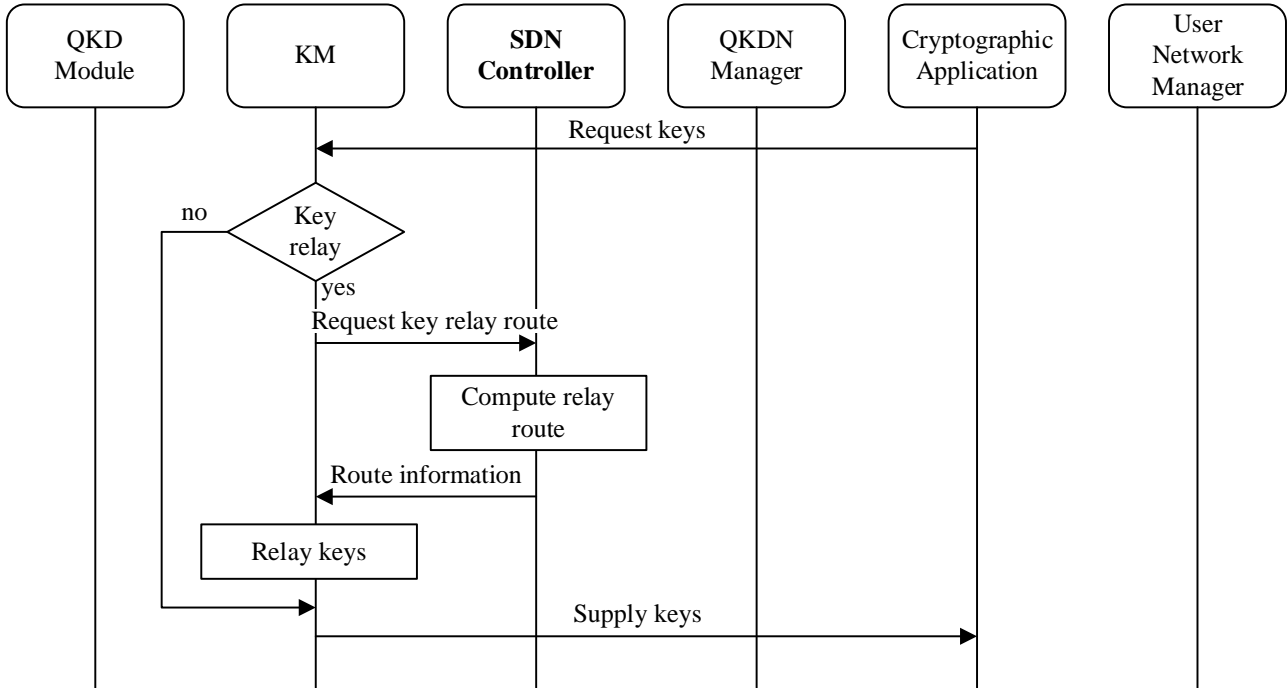 QKD
Module
KM
SDN
Controller
QKDN
Manager
Cryptographic
Application
User
Network
Manager
Request keys
no
Key
relay
yes
Request key relay route
Compute relay
route
Route information
Relay keys
Supply keys